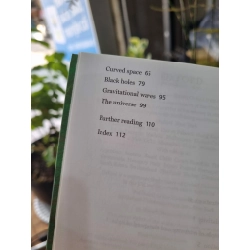 Curved space 61
Black holes 79
Gravitational waves 95
The universe 99
Further reading 110
Index 112